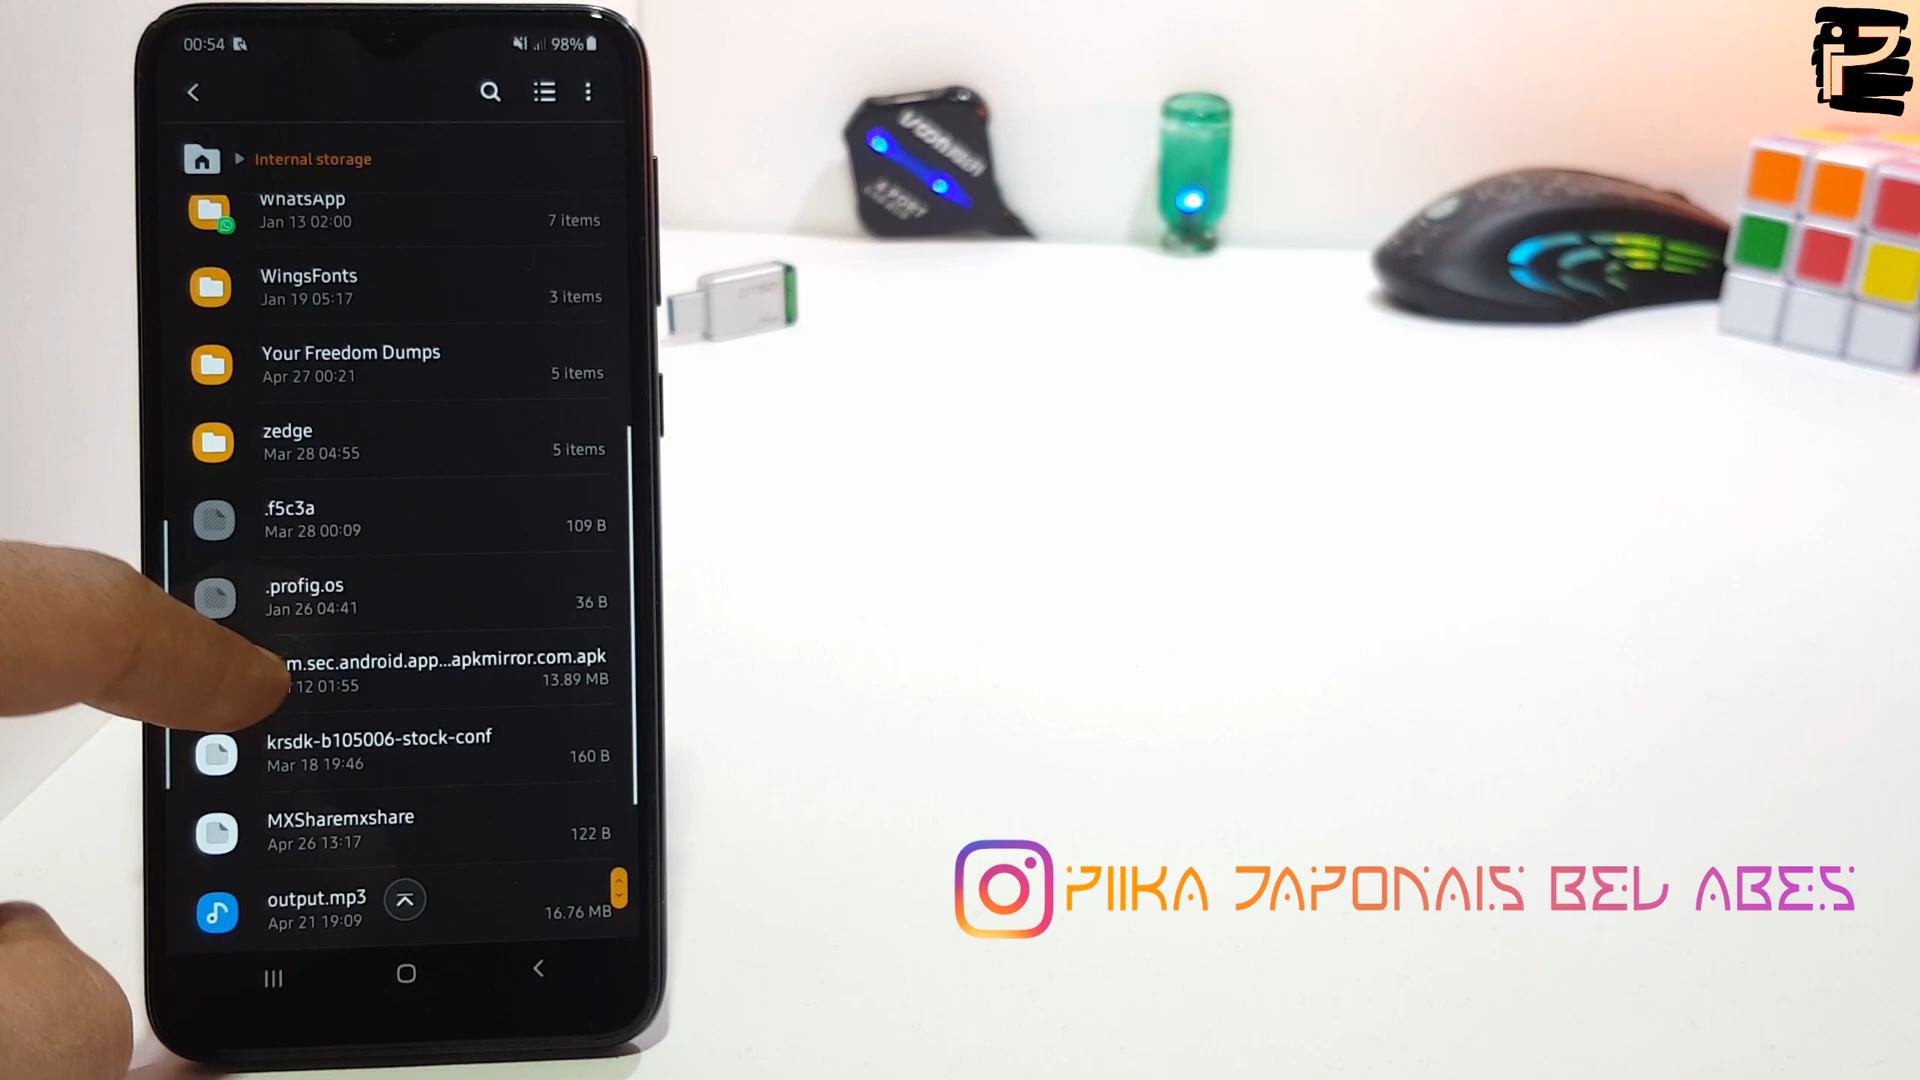 00:54
98%
Internal storage
WhatsApp
Jan 13 02:00
7 items
WingsFonts
Jan 19 05:17
3 items
Your Freedom Dumps
Apr 27 00:21
5 items
zedge
Mar 28 04:55
5 items
.f5c3a
Mar 28 00:09
109 B
.profig.os
Jan 26 04:41
36 B
m.sec.android.app...apkmirror.com.apk
12 01:55
13.89 MB
krsdk-b105006-stock-conf
Mar 18 19:46
160 B
MXSharemxshare
Apr 26 13:17
122 B
output.mp3
Apr 21 19:09
16.76 MB
4 PORT
PIIKA JAPONAIS BEL ABES